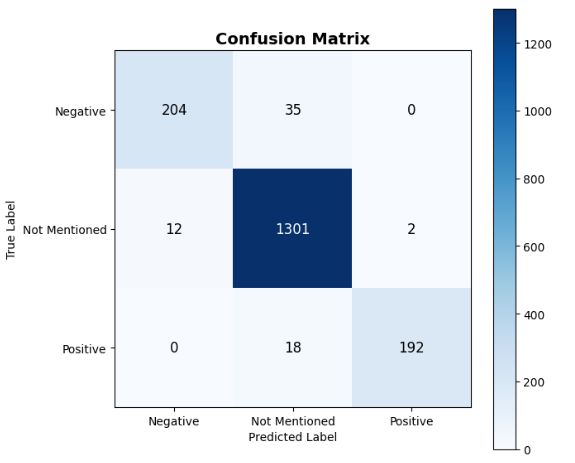 Confusion Matrix
True Label
Negative
204 35 0
Not Mentioned
12 1301 2
Positive
0 18 192
Negative Not Mentioned Positive
Predicted Label
1200
1000
800
600
400
200
0